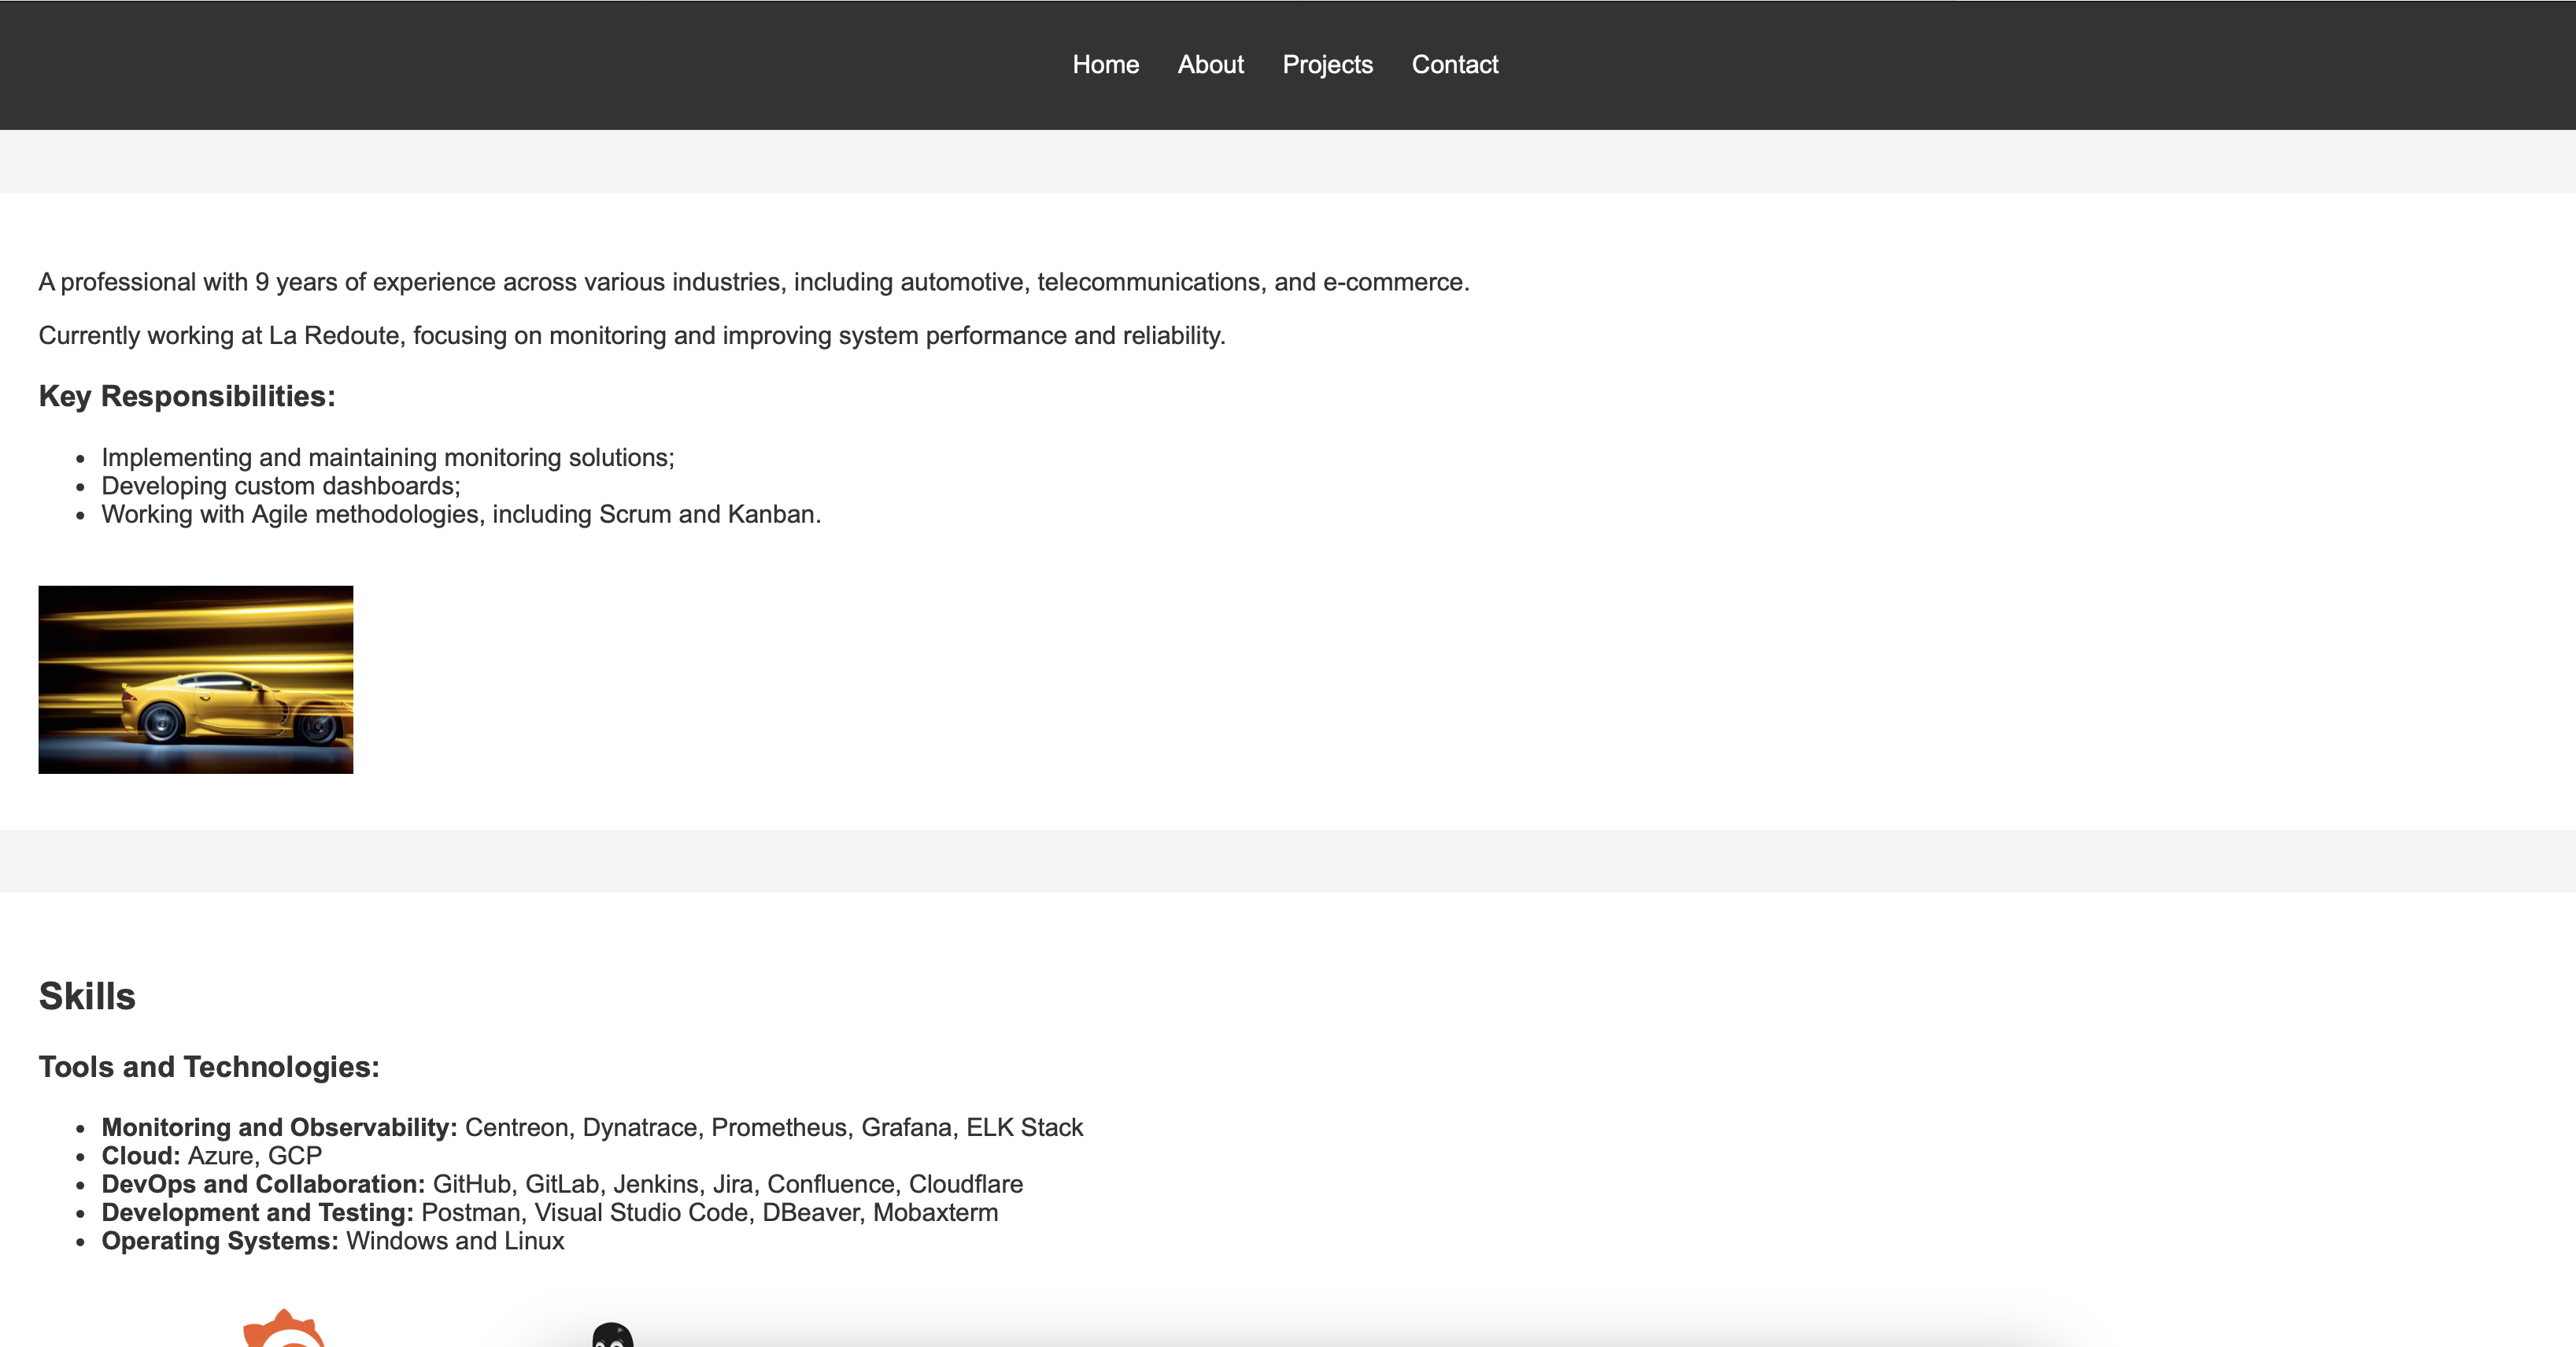 Home About Projects Contact
A professional with 9 years of experience across various industries, including automotive, telecommunications, and e-commerce.
Currently working at La Redoute, focusing on monitoring and improving system performance and reliability.
Key Responsibilities:
• Implementing and maintaining monitoring solutions;
• Developing custom dashboards;
• Working with Agile methodologies, including Scrum and Kanban.
Skills
Tools and Technologies:
• Monitoring and Observability: Centreon, Dynatrace, Prometheus, Grafana, ELK Stack
• Cloud: Azure, GCP
• DevOps and Collaboration: GitHub, GitLab, Jenkins, Jira, Confluence, Cloudflare
• Development and Testing: Postman, Visual Studio Code, DBeaver, Mobaxterm
• Operating Systems: Windows and Linux